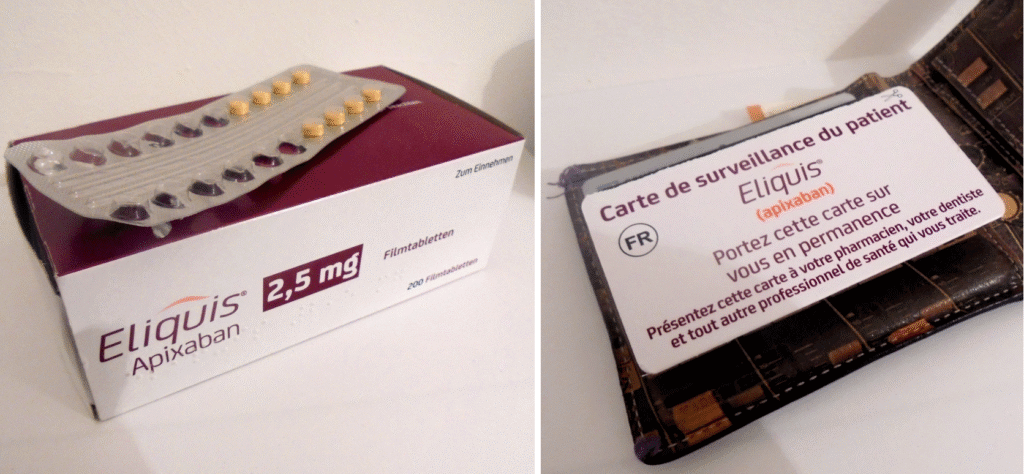 Zum Einnehmen
Eliquis®
Apixaban
2,5 mg
Filmtabletten
200 Filmtabletten
Carte de surveillance du patient
Eliquis®
(apixaban)
FR
Portez cette carte sur
vous en permanence
Présentez cette carte à votre pharmacien, votre dentiste
et tout autre professionnel de santé qui vous traite.